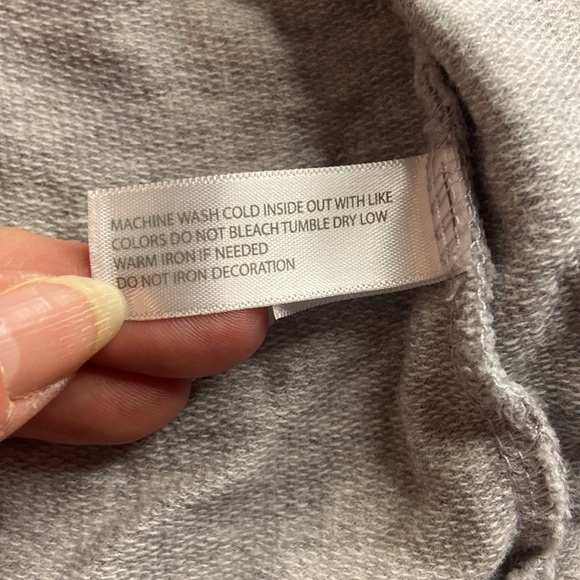 MACHINE WASH COLD INSIDE OUT WITH LIKE
COLORS DO NOT BLEACH TUMBLE DRY LOW
WARM IRON IF NEEDED
DO NOT IRON DECORATION